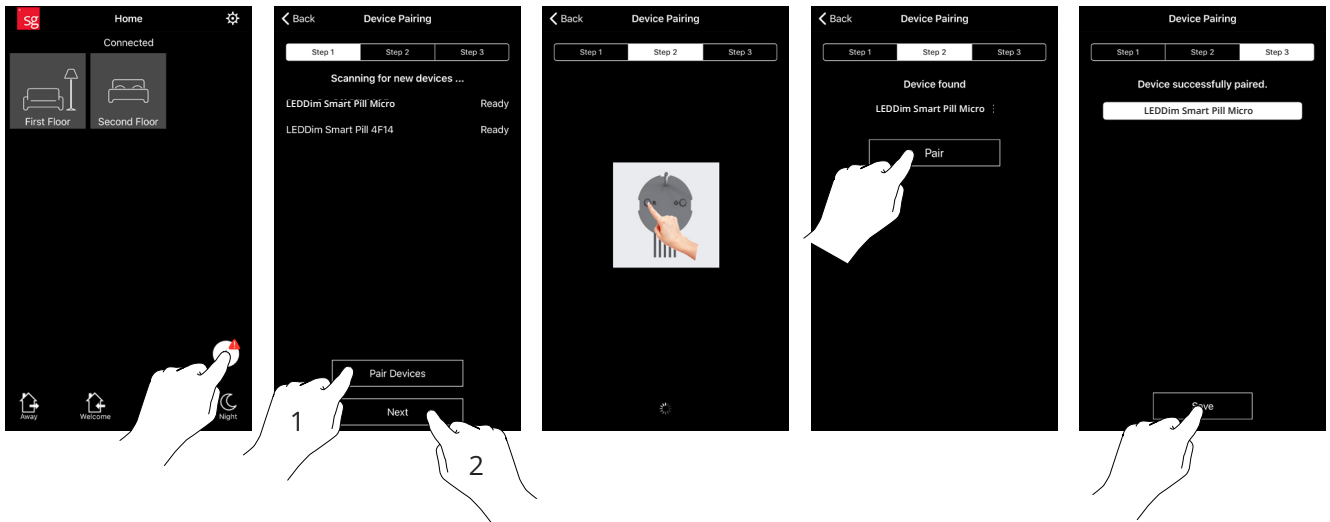 sg
Home
Connected
First Floor
Second Floor
Away
Welcome
Night
Back
Device Pairing
Step 1
Step 2
Step 3
Scanning for new devices ...
LEDDim Smart Pill Micro
Ready
LEDDim Smart Pill 4F14
Ready
Pair Devices
Next
1
2
Back
Device Pairing
Step 1
Step 2
Step 3
Back
Device Pairing
Step 1
Step 2
Step 3
Device found
LEDDim Smart Pill Micro
Pair
Device Pairing
Step 1
Step 2
Step 3
Device successfully paired.
LEDDim Smart Pill Micro
Save